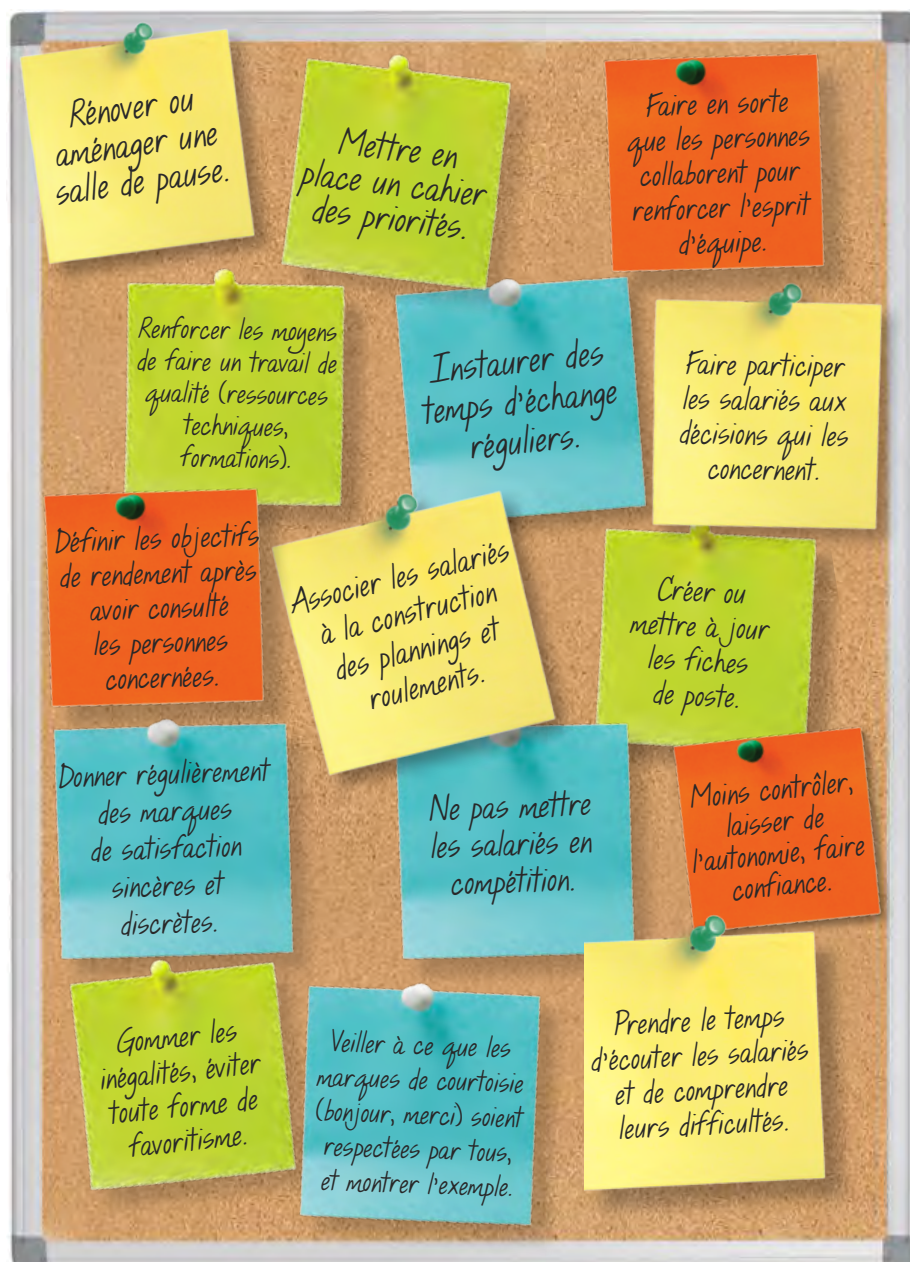 Rénover ou
aménager une
salle de pause.
Mettre en
place un cahier
des priorités.
Faire en sorte
que les personnes
collaborent pour
renforcer l'esprit
d'équipe.
Renforcer les moyens
de faire un travail de
qualité (ressources
techniques,
formations).
Instaurer des
temps d'échange
réguliers.
Faire participer
les salariés aux
décisions qui les
concernent.
Définir les objectifs
de rendement après
avoir consulté
les personnes
concernées.
Associer les salariés
à la construction
des plannings et
roulements.
Créer ou
mettre à jour
les fiches
de poste.
Donner régulièrement
des marques
de satisfaction
sincères et
discrètes.
Ne pas mettre
les salariés en
compétition.
Moins contrôler,
laisser de
l'autonomie, faire
confiance.
Gommer les
inégalités, éviter
toute forme de
favoritisme.
Veiller à ce que les
marques de courtoisie
(bonjour, merci) soient
respectées par tous,
et montrer l'exemple.
Prendre le temps
d'écouter les salariés
et de comprendre
leurs difficultés.